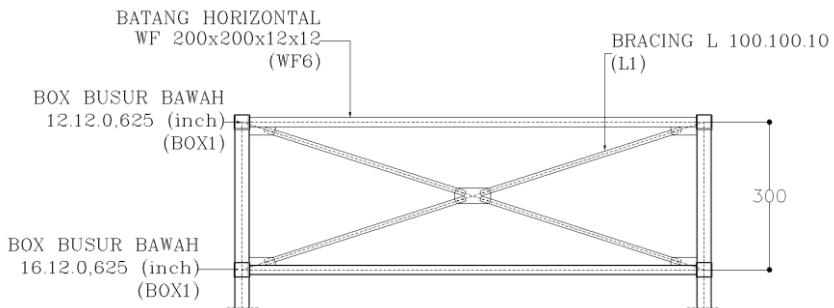 BATANG HORIZONTAL
WF 200x200x12x12
(WF6)
BRACING L 100.100.10
(L1)
BOX BUSUR BAWAH
12.12.0,625 (inch)
(BOX1)
300
BOX BUSUR BAWAH
16.12.0,625 (inch)
(BOX1)